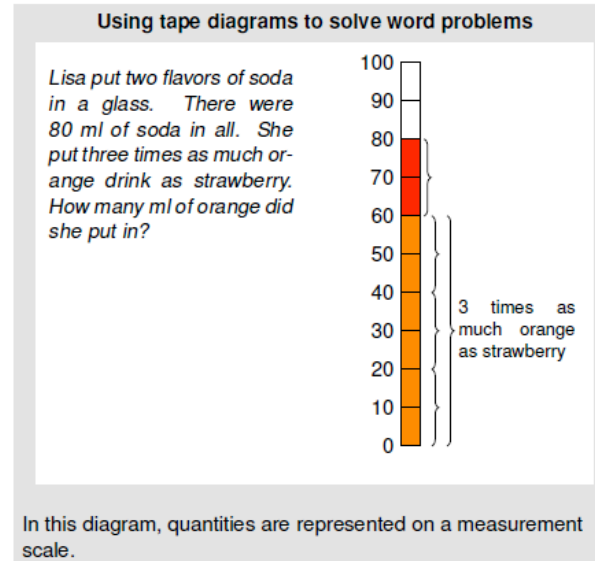 Using tape diagrams to solve word problems
Lisa put two flavors of soda
in a glass. There were
80 ml of soda in all. She
put three times as much or-
ange drink as strawberry.
How many ml of orange did
she put in?
100
90
80
70
60
50
40
30
20
10
0
3 times as
much orange
as strawberry
In this diagram, quantities are represented on a measurement
scale.